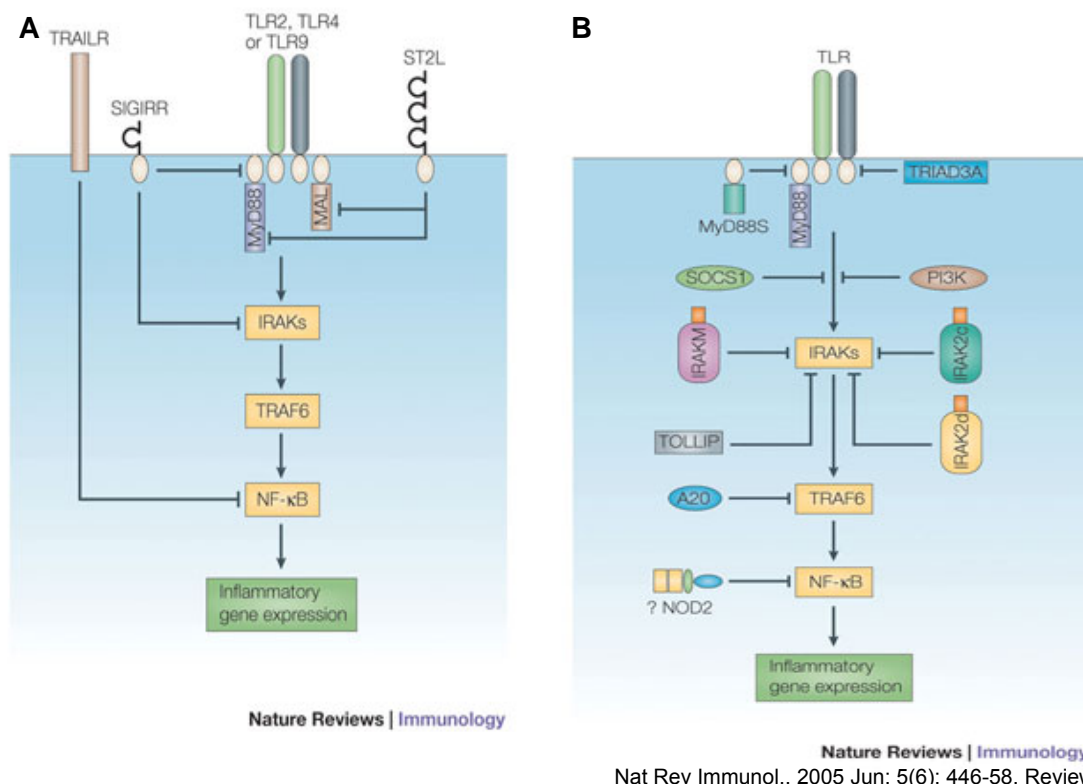 A
TRAILR
SIGIRR
TLR2, TLR4
or TLR9
ST2L
MyD88
MAL
IRAKs
TRAF6
NF-κB
Inflammatory
gene expression
Nature Reviews | Immunology
B
TLR
MyD88S
MyD88
TRIAD3A
SOCS1
PI3K
IRAKM
IRAKs
IRAK2c
IRAK2d
TOLLIP
A20
TRAF6
? NOD2
NF-κB
Inflammatory
gene expression
Nature Reviews | Immunology
Nat Rev Immunol., 2005 Jun; 5(6): 446-58. Review